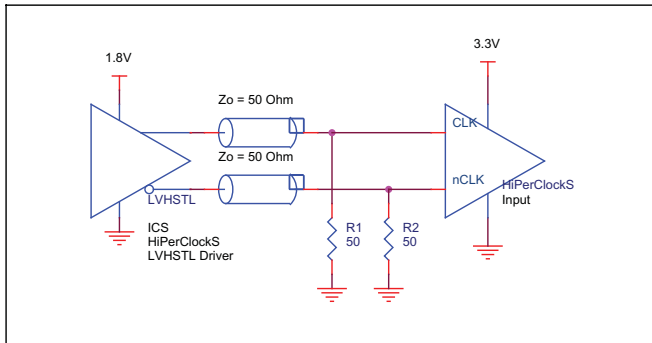 1.8V
3.3V
Zo = 50 Ohm
CLK
Zo = 50 Ohm
nCLK
LVHSTL
HiPerClockS
Input
ICS
HiPerClockS
LVHSTL Driver
R1
50
R2
50